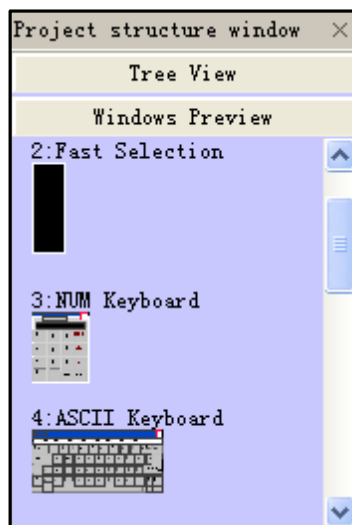 Project structure window
Tree View
Windows Preview
2:Fast Selection
3:NUM Keyboard
4:ASCII Keyboard